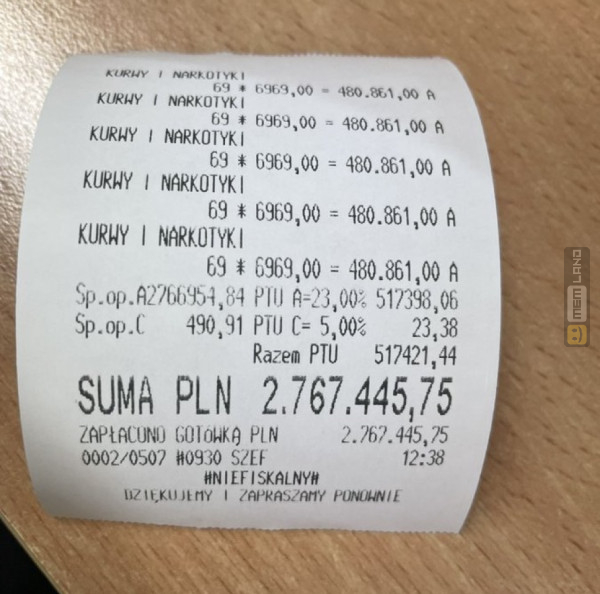 KURWY I NARKOTYKI
69 * 6969,00 = 480.861,00 A
KURWY I NARKOTYKI
69 * 6969,00 = 480.861,00 A
KURWY I NARKOTYKI
69 * 6969,00 = 480.861,00 A
KURWY I NARKOTYKI
69 * 6969,00 = 480.861,00 A
KURWY I NARKOTYKI
69 * 6969,00 = 480.861,00 A
Sp.op.A2766954,84 PTU A=23,00% 517398,06
Sp.op.C 490,91 PTU C= 5,00% 23,38
Razem PTU 517421,44
SUMA PLN 2.767.445,75
ZAPŁACONO GOTÓWKĄ PLN 2.767.445,75
0002/0507 #0930 SZEF 12:38
#NIEFISKALNY#
DZIĘKUJEMY I ZAPRASZAMY PONOWNIE
MEM LAND